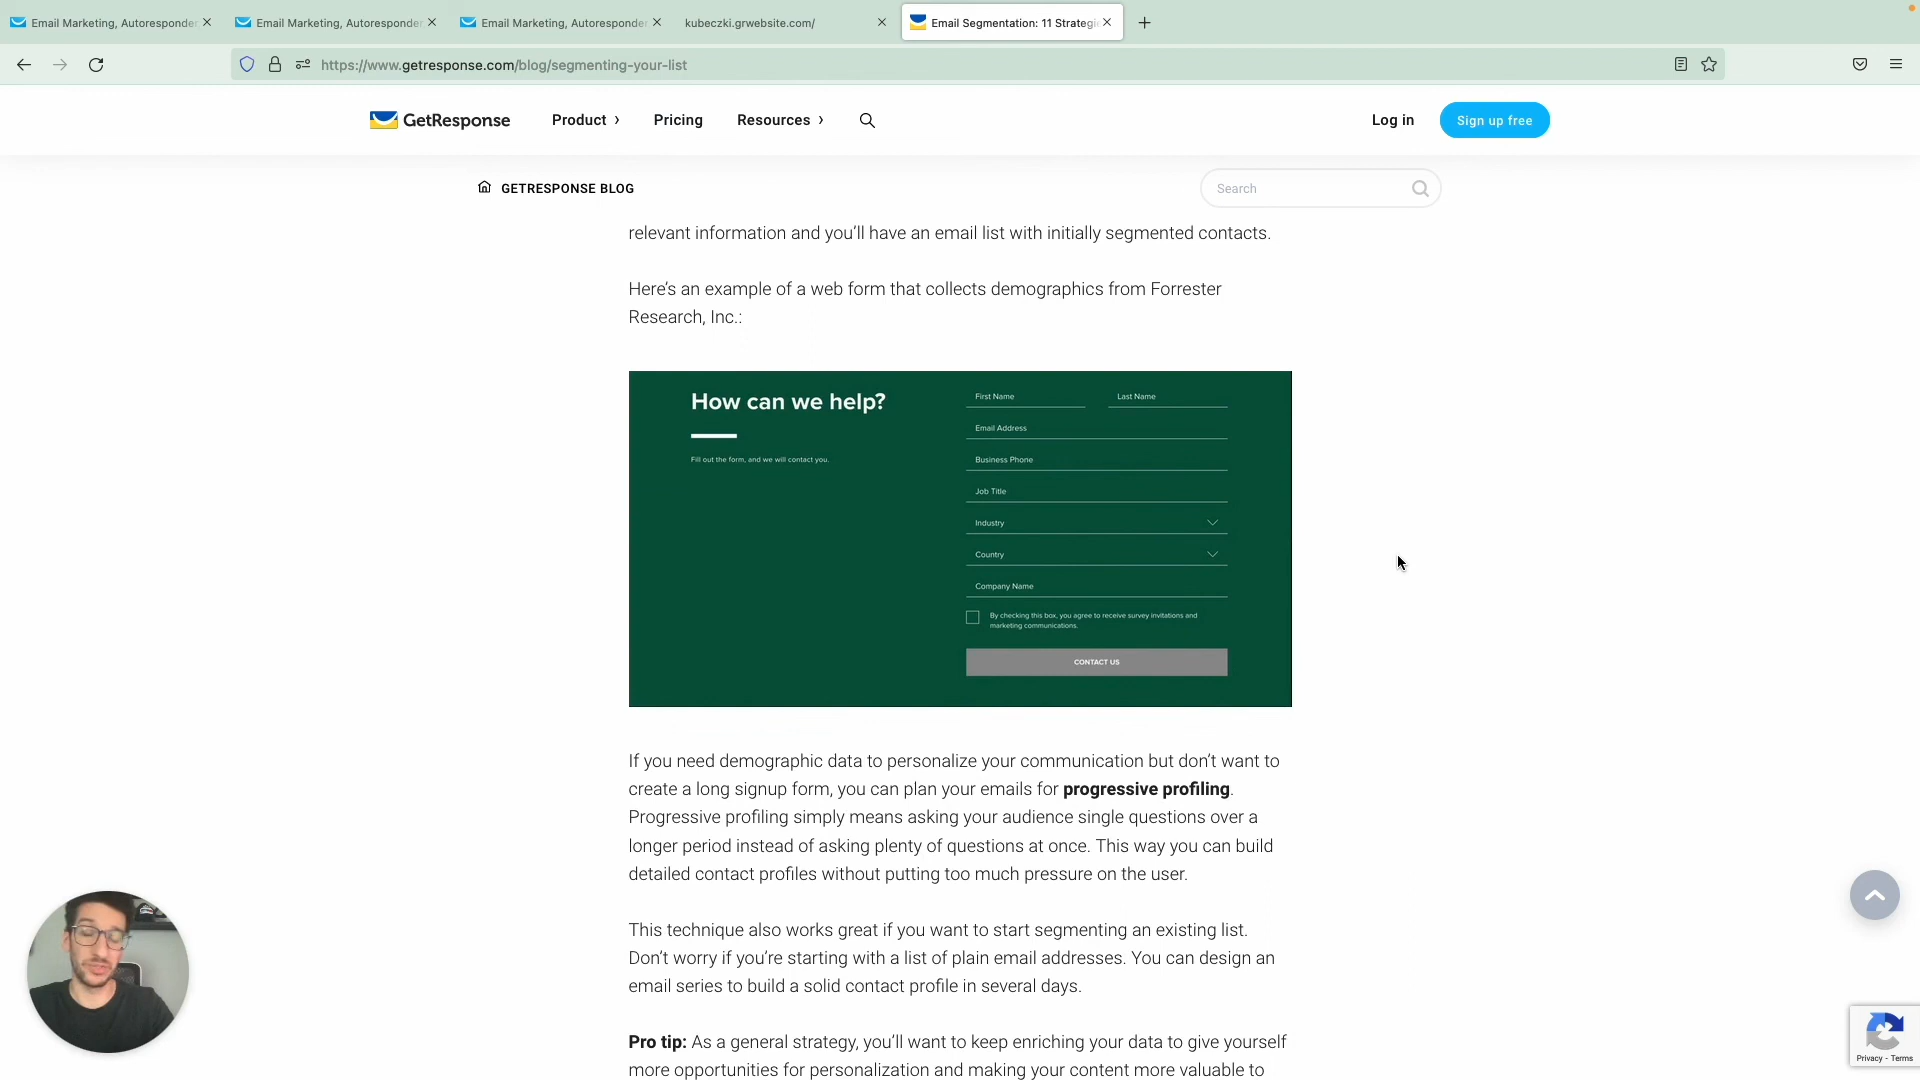 Email Marketing, Autoresponder
Email Marketing, Autoresponder
Email Marketing, Autoresponder
kubeczki.grwebsite.com/
Email Segmentation: 11 Strategi
https://www.getresponse.com/blog/segmenting-your-list
GetResponse
Product
Pricing
Resources
Log in
Sign up free
GETRESPONSE BLOG
Search
relevant information and you’ll have an email list with initially segmented contacts.
Here’s an example of a web form that collects demographics from Forrester
Research, Inc.:
How can we help?
Fill out the form, and we will contact you.
First Name
Last Name
Email Address
Business Phone
Job Title
Industry
Country
Company Name
By checking this box, you agree to receive survey invitations and
marketing communications.
CONTACT US
If you need demographic data to personalize your communication but don’t want to
create a long signup form, you can plan your emails for progressive profiling.
Progressive profiling simply means asking your audience single questions over a
longer period instead of asking plenty of questions at once. This way you can build
detailed contact profiles without putting too much pressure on the user.
This technique also works great if you want to start segmenting an existing list.
Don’t worry if you’re starting with a list of plain email addresses. You can design an
email series to build a solid contact profile in several days.
Pro tip: As a general strategy, you’ll want to keep enriching your data to give yourself
more opportunities for personalization and making your content more valuable to
Privacy - Terms